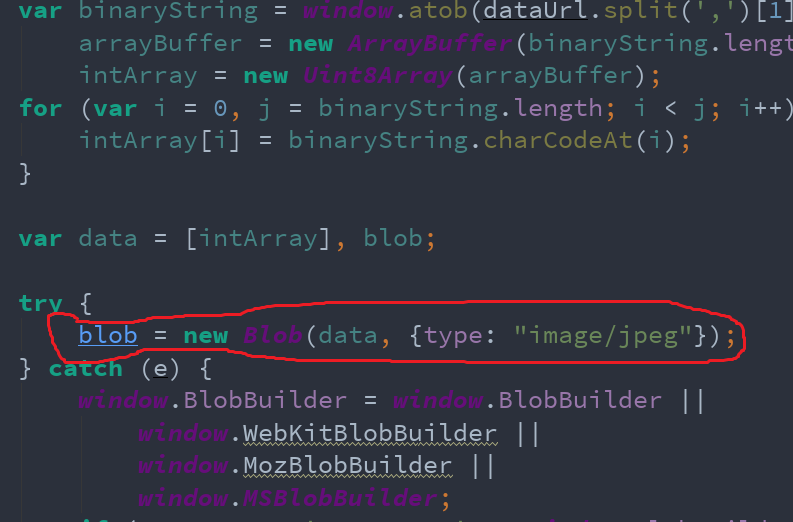 var binaryString = window.atob(dataUrl.split(',')[1]
arrayBuffer = new ArrayBuffer(binaryString.lengt
intArray = new Uint8Array(arrayBuffer);
for (var i = 0, j = binaryString.length; i < j; i++)
intArray[i] = binaryString.charCodeAt(i);
}
var data = [intArray], blob;
try {
blob = new Blob(data, {type: "image/jpeg"});
} catch (e) {
window.BlobBuilder = window.BlobBuilder ||
window.WebKitBlobBuilder ||
window.MozBlobBuilder ||
window.MSBlobBuilder;